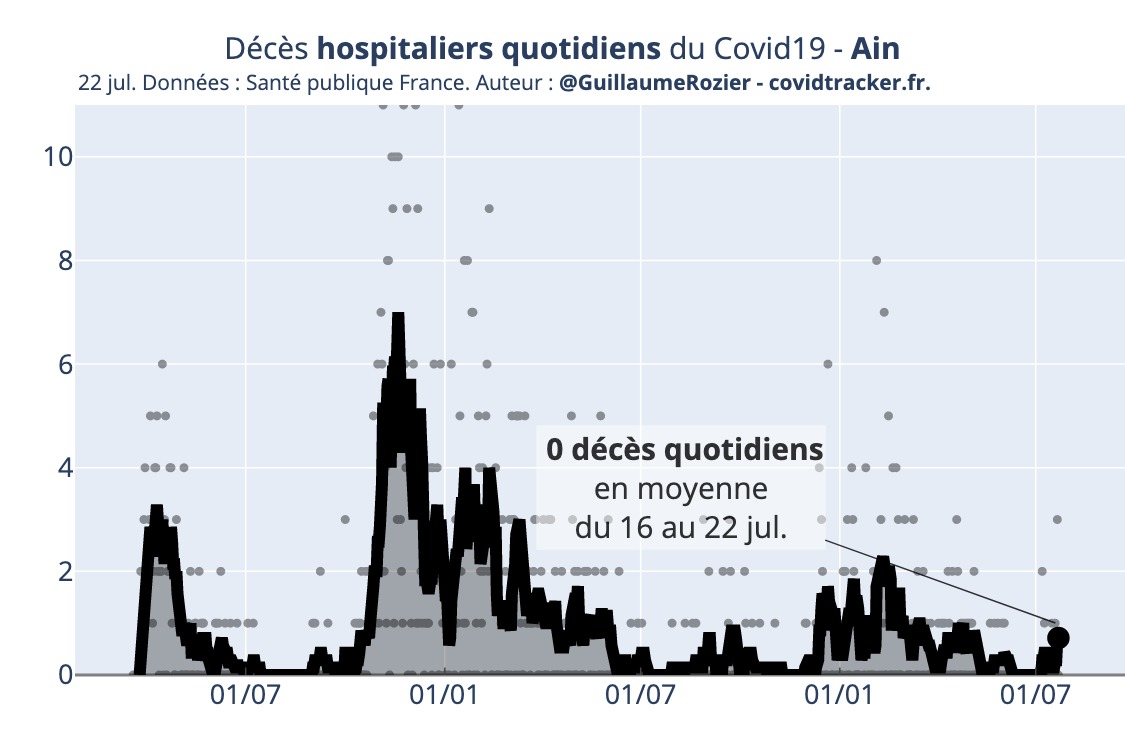 Décès hospitaliers quotidiens du Covid19 - Ain
22 jul. Données : Santé publique France. Auteur : @GuillaumeRozier - covidtracker.fr.
10
8
6
4
2
0
0 décès quotidiens
en moyenne
du 16 au 22 jul.
01/07
01/01
01/07
01/01
01/07